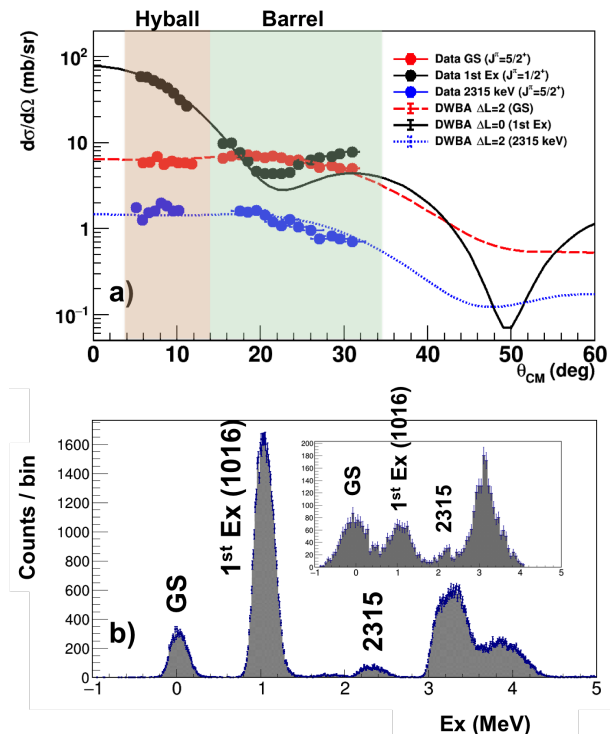 Hyball Barrel
dσ/dΩ (mb/sr)
10²
10
1
10⁻¹
Data GS (Jᵖⁱ=5/2⁺)
Data 1st Ex (Jᵖⁱ=1/2⁺)
Data 2315 keV (Jᵖⁱ=5/2⁺)
DWBA ΔL=2 (GS)
DWBA ΔL=0 (1st Ex)
DWBA ΔL=2 (2315 keV)
a)
0 10 20 30 40 50 60
θCM (deg)
Counts / bin
1600
1400
1200
1000
800
600
400
200
0
GS
1st Ex (1016)
2315
b)
200
180
160
140
120
100
80
60
40
20
0
GS
1st Ex (1016)
2315
−1 0 1 2 3 4 5
−1 0 1 2 3 4 5
Ex (MeV)